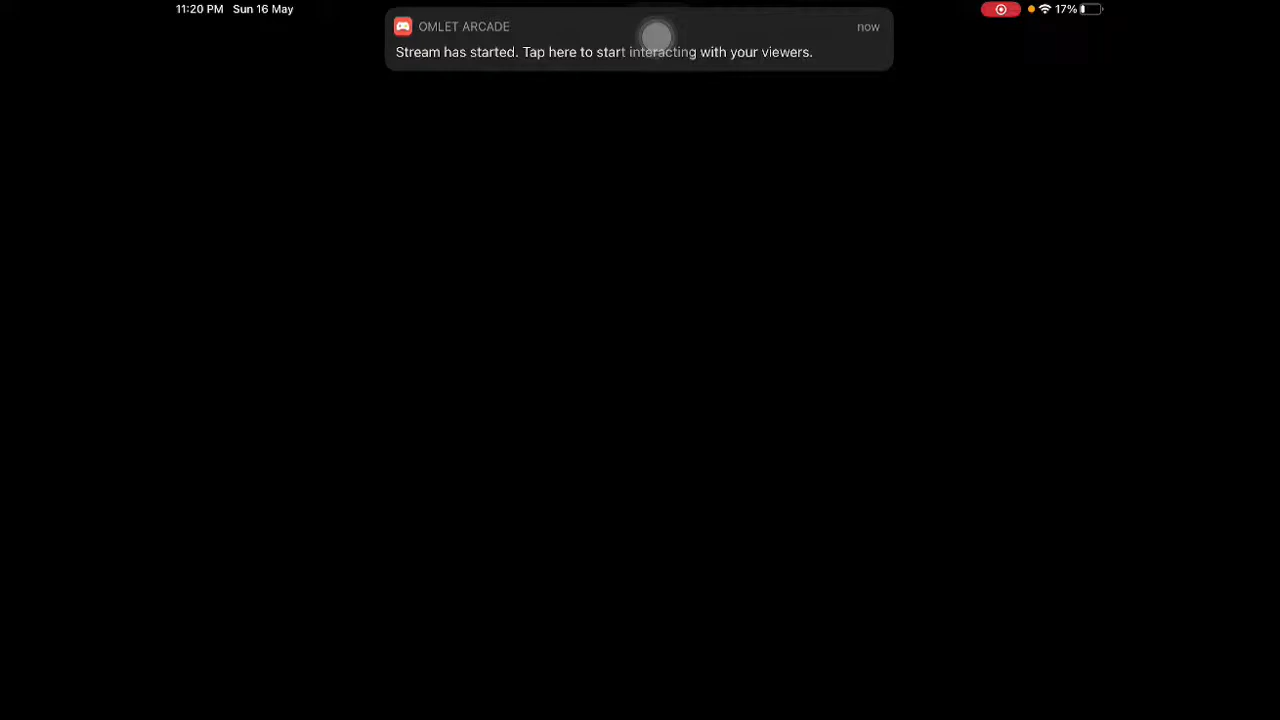 11:20 PM Sun 16 May
17%
OMLET ARCADE now
Stream has started. Tap here to start interacting with your viewers.